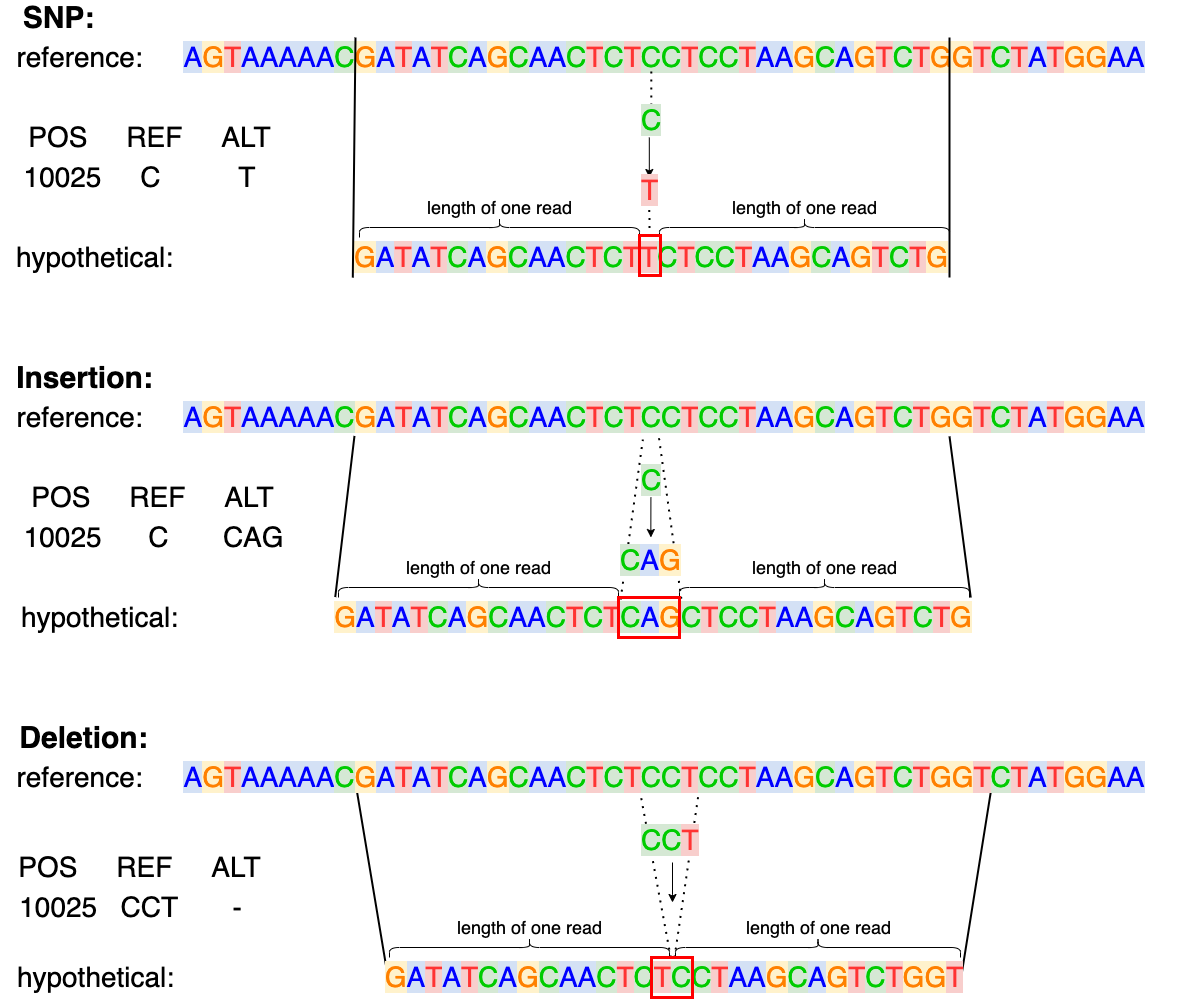 SNP:
reference: AGTAAAAACGATATCAGCAACTCTCCTCCTAAGCAGTCTGGTCTATGGAA
C
POS REF ALT
10025 C T
T
length of one read length of one read
hypothetical: GATATCAGCAACTCTTCTCCTAAGCAGTCTG
Insertion:
reference: AGTAAAAACGATATCAGCAACTCTCCTCCTAAGCAGTCTGGTCTATGGAA
C
POS REF ALT
10025 C CAG
CAG
length of one read length of one read
hypothetical: GATATCAGCAACTCTCAGCTCCTAAGCAGTCTG
Deletion:
reference: AGTAAAAACGATATCAGCAACTCTCCTCCTAAGCAGTCTGGTCTATGGAA
CCT
POS REF ALT
10025 CCT -
length of one read length of one read
hypothetical: GATATCAGCAACTCTCCTAAGCAGTCTGGT